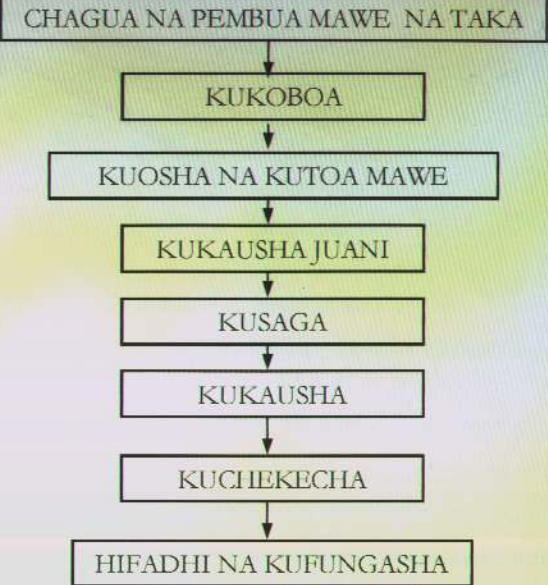 CHAGUA NA PEMBUA MAWE NA TAKA
KUKOBOA
KUOSHA NA KUTOA MAWE
KUKAUSHA JUANI
KUSAGA
KUKAUSHA
KUCHEKECHA
HIFADHI NA KUFUNGASHA